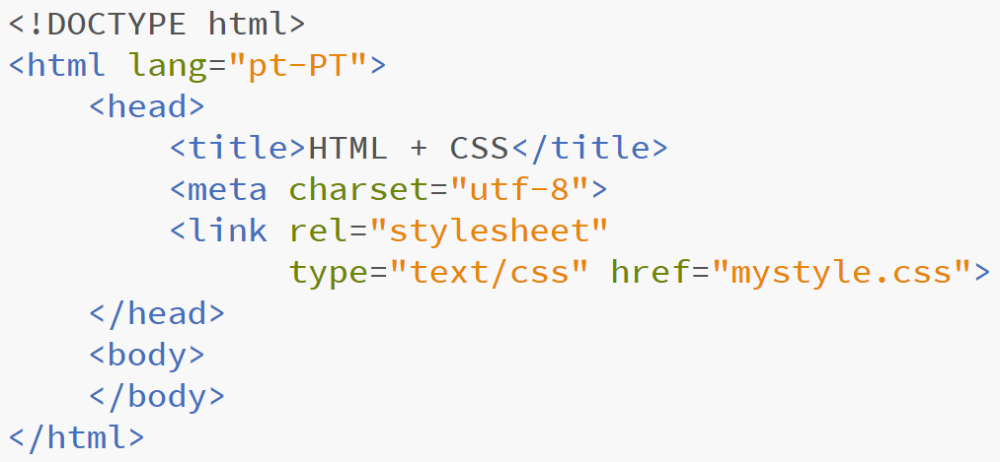 <!DOCTYPE html>
<html lang="pt-PT">
    <head>
        <title>HTML + CSS</title>
        <meta charset="utf-8">
        <link rel="stylesheet"
              type="text/css" href="mystyle.css">
    </head>
    <body>
    </body>
</html>